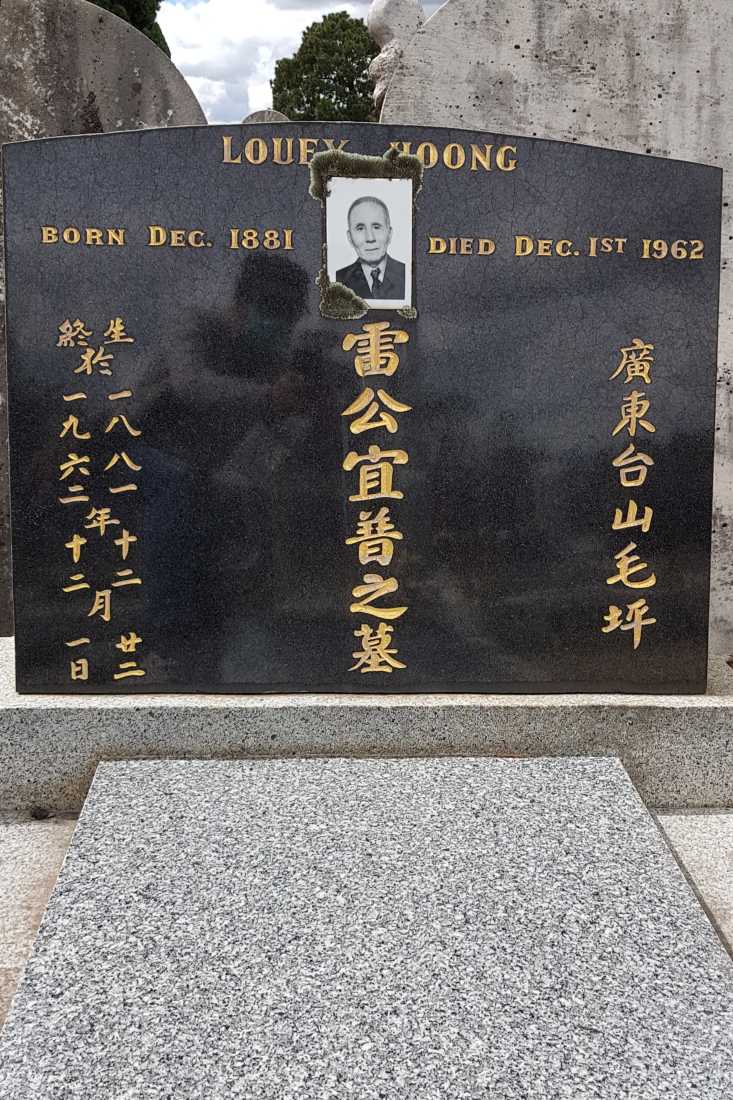 LOUEY HOONG
BORN DEC. 1881
DIED DEC. 1ST 1962
廣東台山毛坪
雷公宜普之墓
生於一八八一年十二月廿二
終於一九六二年十二月一日